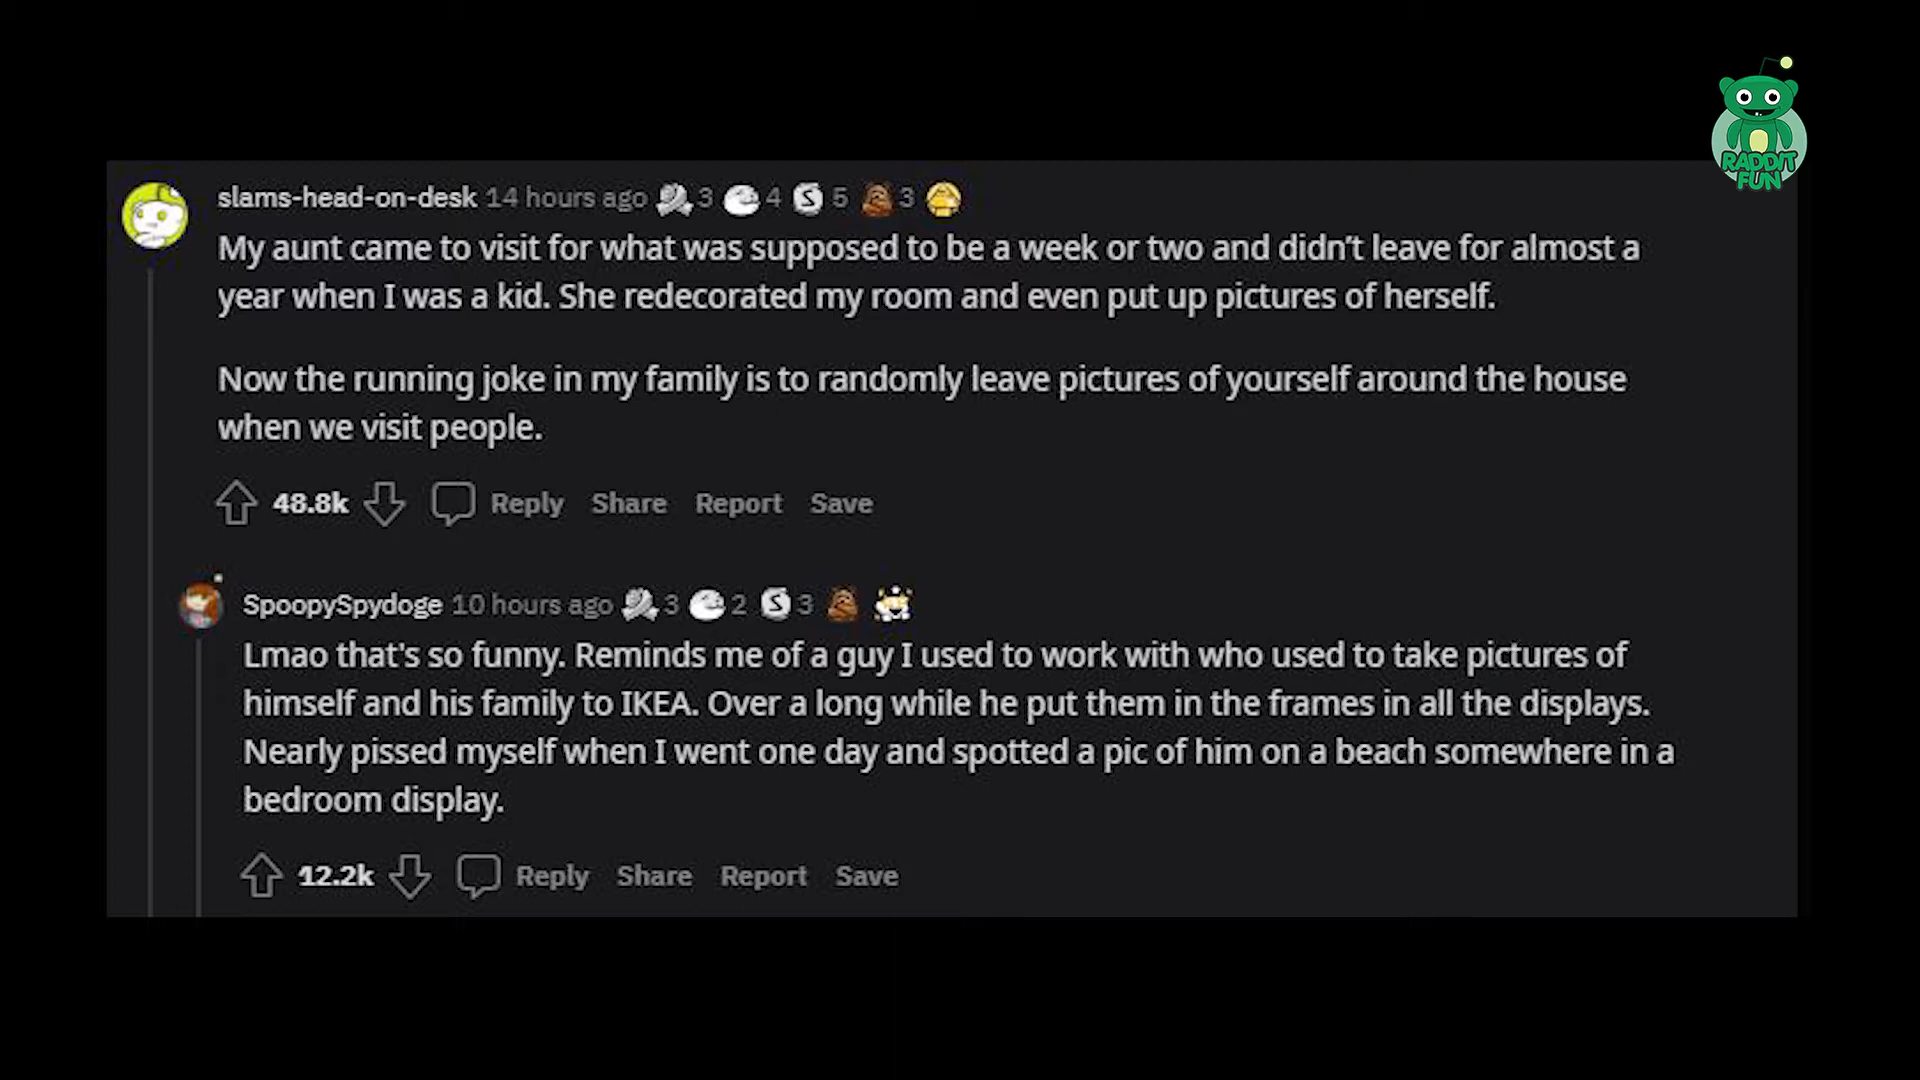 RADDIT
FUN
slams-head-on-desk 14 hours ago 3 4 S 5 3
My aunt came to visit for what was supposed to be a week or two and didn’t leave for almost a
year when I was a kid. She redecorated my room and even put up pictures of herself.
Now the running joke in my family is to randomly leave pictures of yourself around the house
when we visit people.
48.8k Reply Share Report Save
SpoopySpydoge 10 hours ago 3 2 S 3
Lmao that's so funny. Reminds me of a guy I used to work with who used to take pictures of
himself and his family to IKEA. Over a long while he put them in the frames in all the displays.
Nearly pissed myself when I went one day and spotted a pic of him on a beach somewhere in a
bedroom display.
12.2k Reply Share Report Save